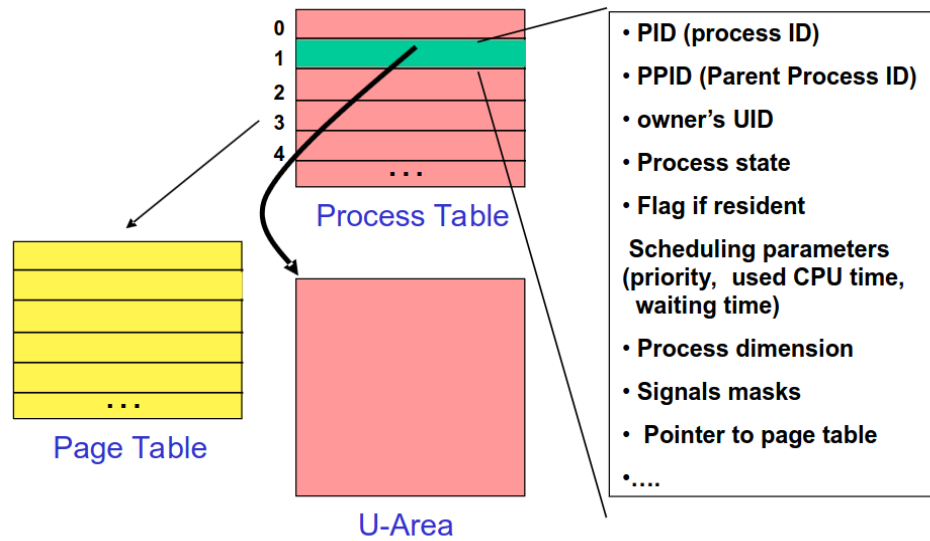 0
1
2
3
4
...
Process Table
...
Page Table
U-Area
• PID (process ID)
• PPID (Parent Process ID)
• owner's UID
• Process state
• Flag if resident
Scheduling parameters
(priority, used CPU time,
waiting time)
• Process dimension
• Signals masks
• Pointer to page table
•....